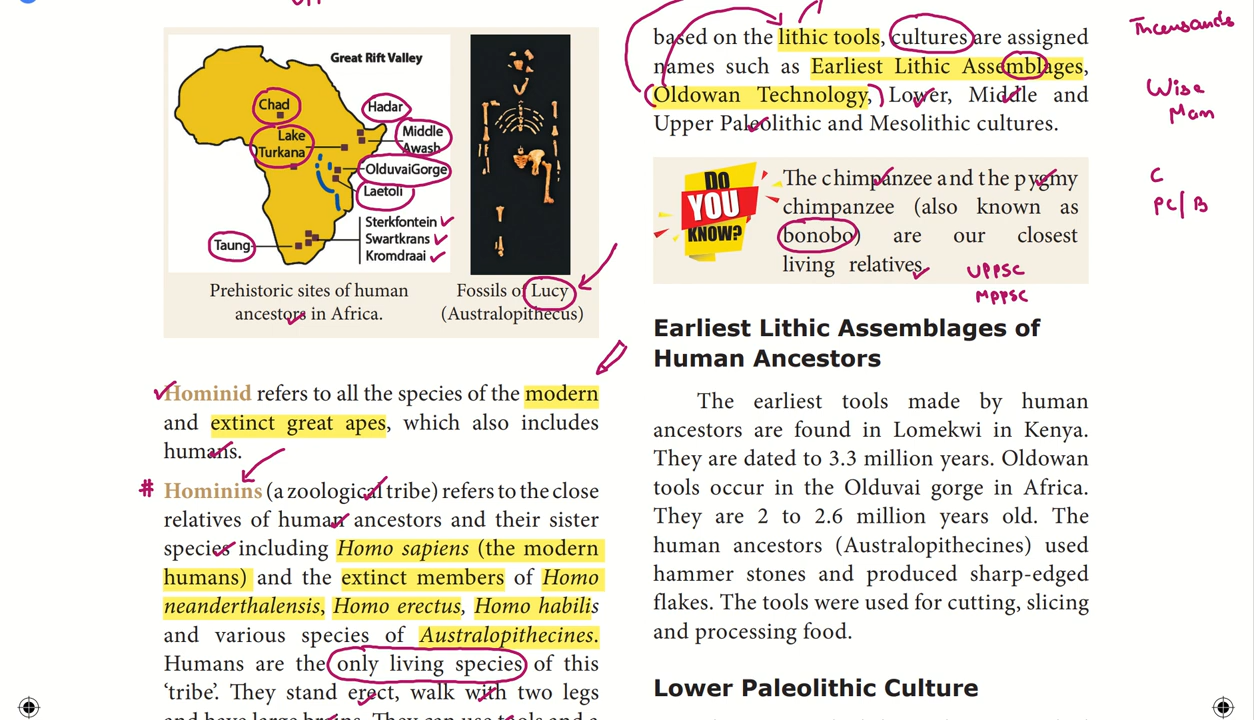 Great Rift Valley
Chad
Hadar
Lake
Turkana
Middle
Awash
OlduvaiGorge
Laetoli
Sterkfontein
Swartkrans
Kromdraai
Taung
Prehistoric sites of human
ancestors in Africa.
Fossils of Lucy
(Australopithecus)
Hominid refers to all the species of the modern
and extinct great apes, which also includes
humans.
# Hominins (a zoological tribe) refers to the close
relatives of human ancestors and their sister
species including Homo sapiens (the modern
humans) and the extinct members of Homo
neanderthalensis, Homo erectus, Homo habilis
and various species of Australopithecines.
Humans are the only living species of this
‘tribe’. They stand erect, walk with two legs
and have large brains. They can use tools and a
based on the lithic tools, cultures are assigned
names such as Earliest Lithic Assemblages,
(Oldowan Technology,) Lower, Middle and
Upper Paleolithic and Mesolithic cultures.
DO
YOU
KNOW?
The chimpanzee and the pygmy
chimpanzee (also known as
bonobo) are our closest
living relatives.
UPPSC
MPPSC
Earliest Lithic Assemblages of
Human Ancestors
The earliest tools made by human
ancestors are found in Lomekwi in Kenya.
They are dated to 3.3 million years. Oldowan
tools occur in the Olduvai gorge in Africa.
They are 2 to 2.6 million years old. The
human ancestors (Australopithecines) used
hammer stones and produced sharp-edged
flakes. The tools were used for cutting, slicing
and processing food.
Lower Paleolithic Culture
Wise
Man
C
PC/B